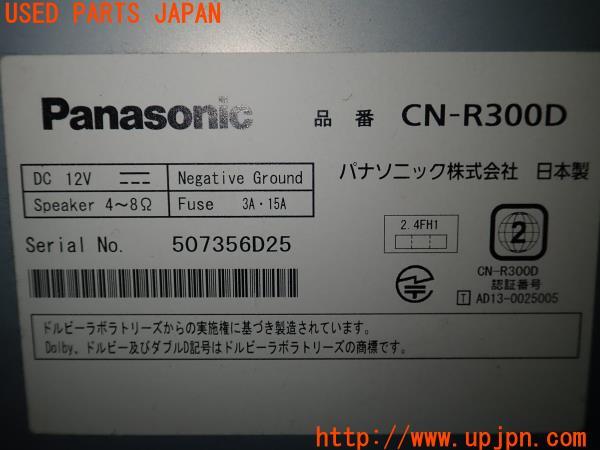 USED PARTS JAPAN
Panasonic 品 番 CN-R300D
DC 12V Negative Ground
Speaker 4〜8Ω Fuse 3A・15A
パナソニック株式会社 日本製
Serial No. 507356D25
2.4FH1
2
CN-R300D
認証番号
T AD13-0025005
ドルビーラボラトリーズからの実施権に基づき製造されています。
Dolby、ドルビー及びダブルD記号はドルビーラボラトリーズの商標です。
http://www.upjpn.com/